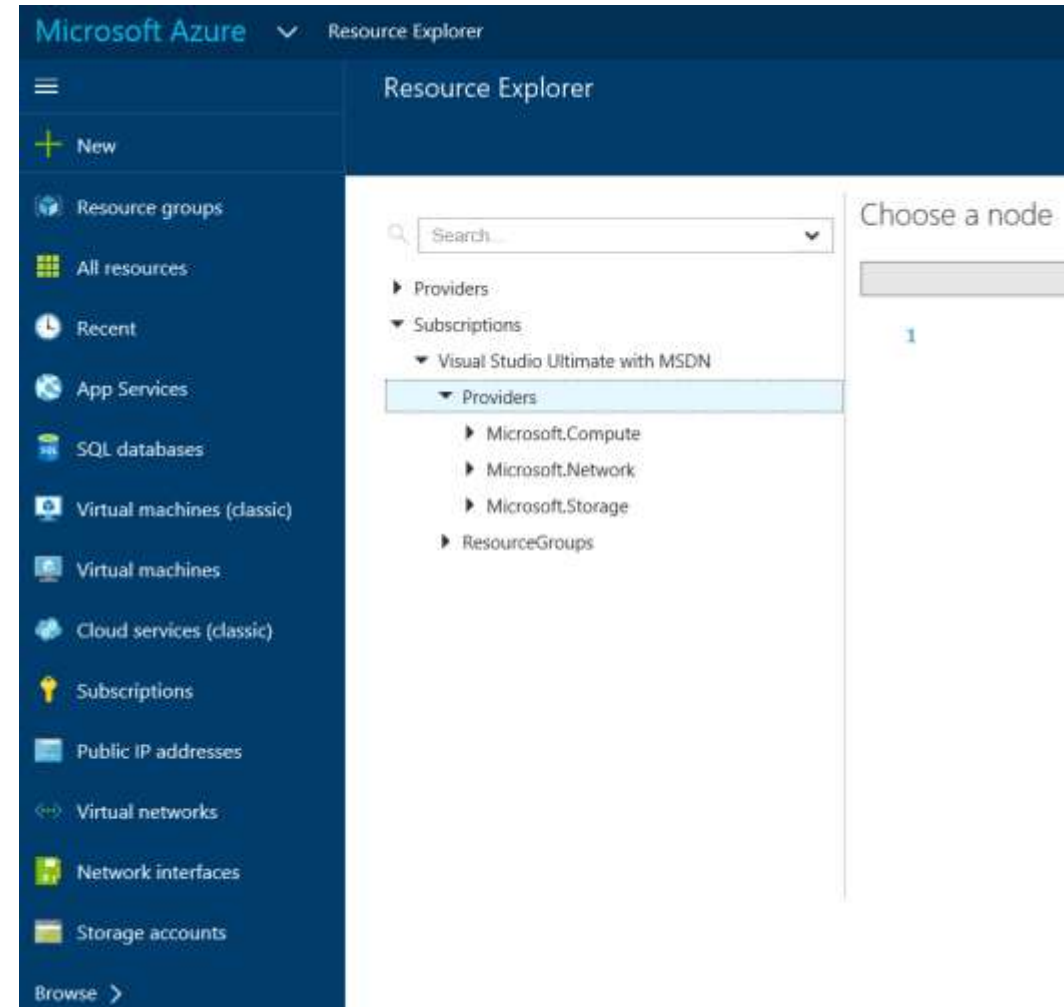 Microsoft Azure Resource Explorer
Resource Explorer
New
Resource groups
All resources
Recent
App Services
SQL databases
Virtual machines (classic)
Virtual machines
Cloud services (classic)
Subscriptions
Public IP addresses
Virtual networks
Network interfaces
Storage accounts
Browse >
Search...
Providers
Subscriptions
Visual Studio Ultimate with MSDN
Providers
Microsoft.Compute
Microsoft.Network
Microsoft.Storage
ResourceGroups
Choose a node
1